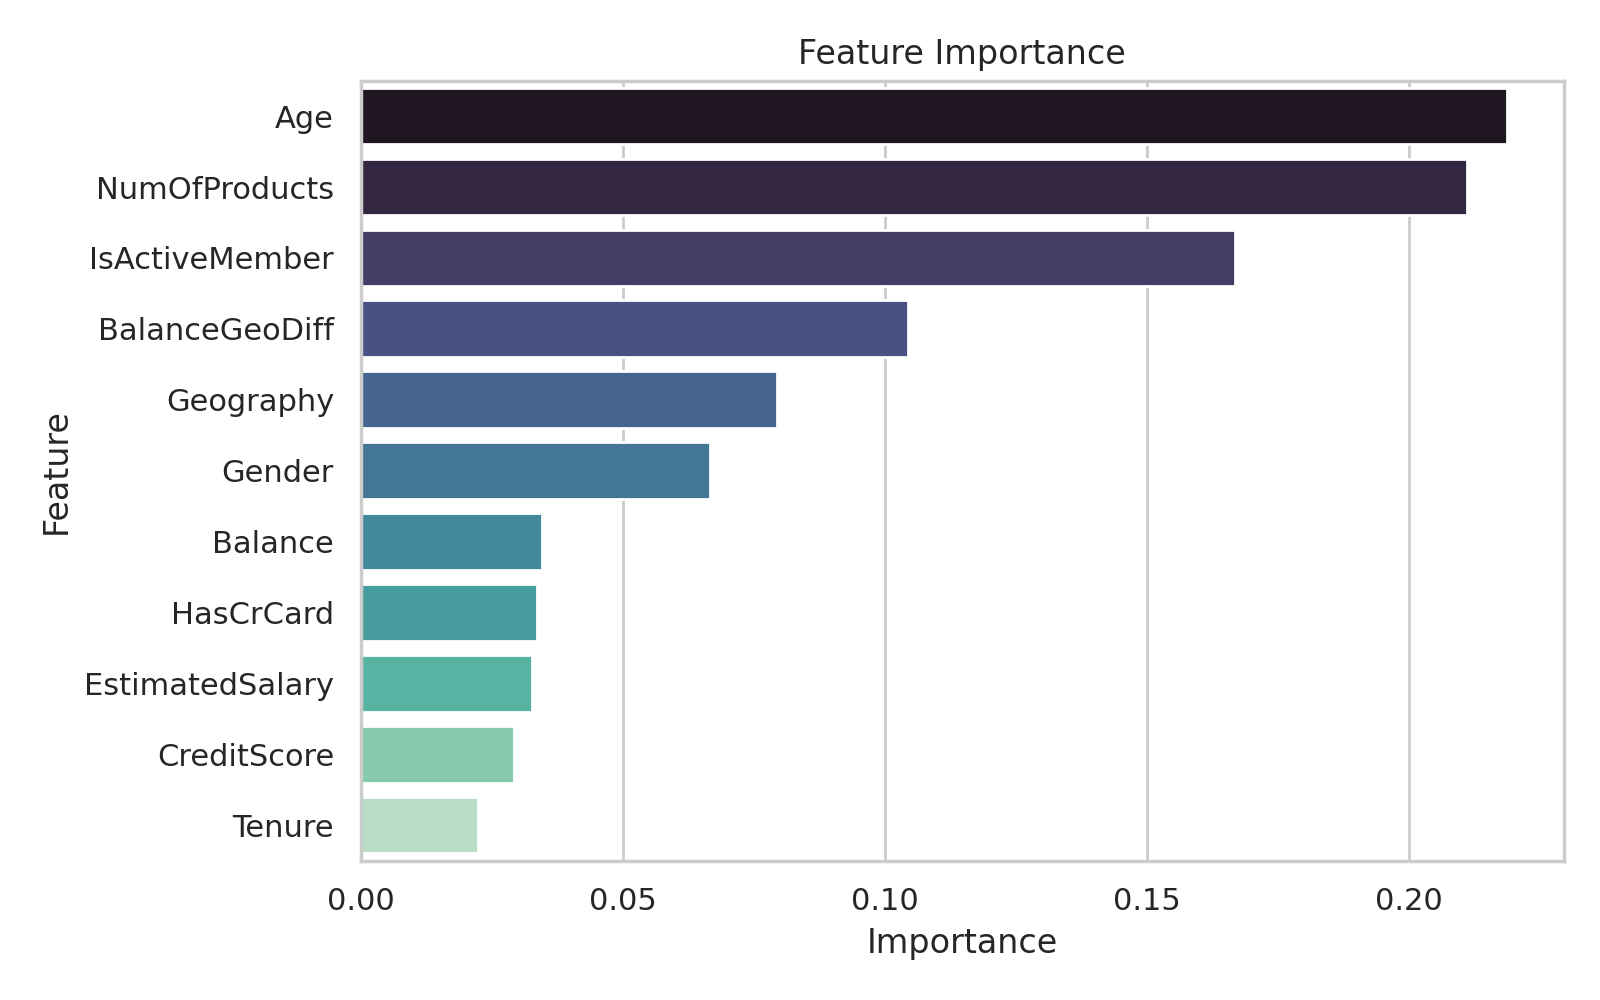 Feature Importance
Age
NumOfProducts
IsActiveMember
BalanceGeoDiff
Geography
Gender
Balance
HasCrCard
EstimatedSalary
CreditScore
Tenure
Feature
0.00 0.05 0.10 0.15 0.20
Importance